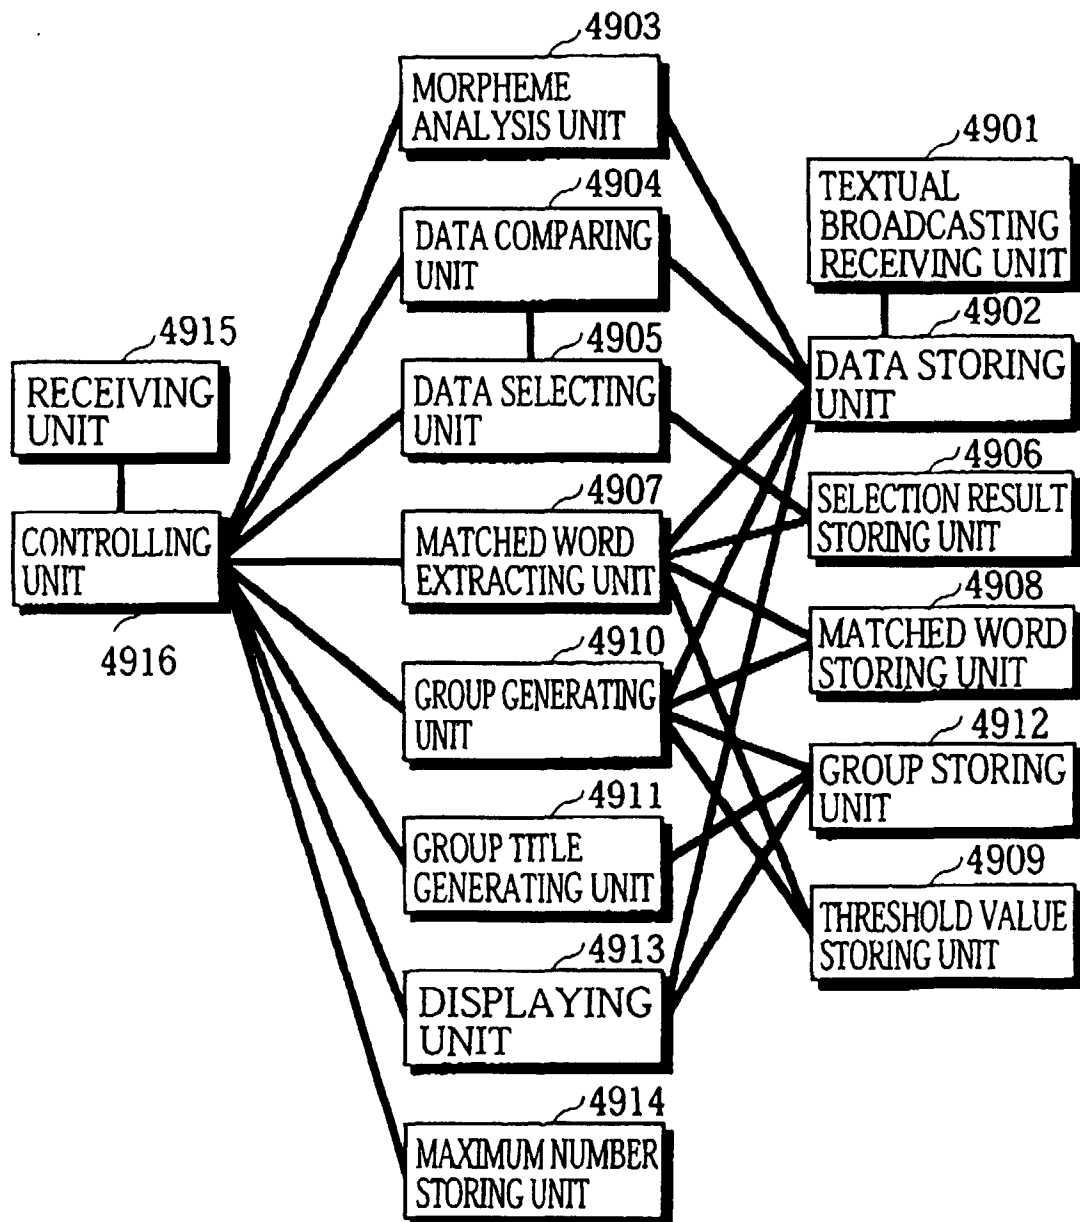 4903
MORPHEME
ANALYSIS UNIT
4901
TEXTUAL
BROADCASTING
RECEIVING UNIT
4904
DATA COMPARING
UNIT
4915
RECEIVING
UNIT
4905
DATA SELECTING
UNIT
4902
DATA STORING
UNIT
4906
SELECTION RESULT
STORING UNIT
CONTROLLING
UNIT
4916
4907
MATCHED WORD
EXTRACTING UNIT
4908
MATCHED WORD
STORING UNIT
4910
GROUP GENERATING
UNIT
4912
GROUP STORING
UNIT
4911
GROUP TITLE
GENERATING UNIT
4909
THRESHOLD VALUE
STORING UNIT
4913
DISPLAYING
UNIT
4914
MAXIMUM NUMBER
STORING UNIT